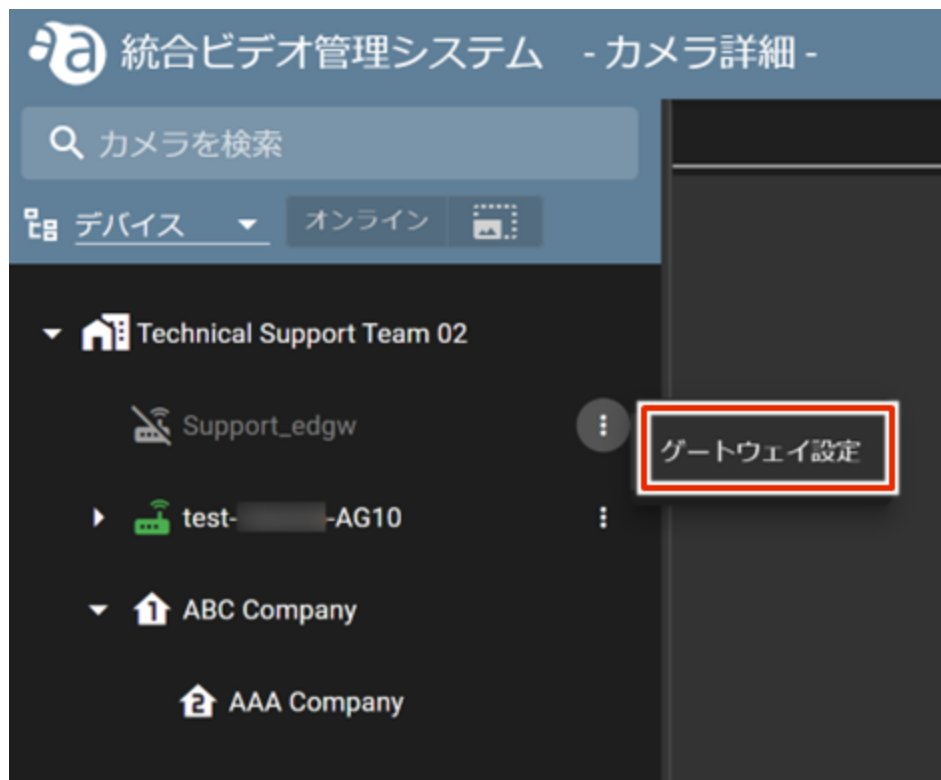 統合ビデオ管理システム - カメラ詳細 -
カメラを検索
デバイス オンライン
Technical Support Team 02
Support_edgw
ゲートウェイ設定
test- -AG10
1 ABC Company
2 AAA Company